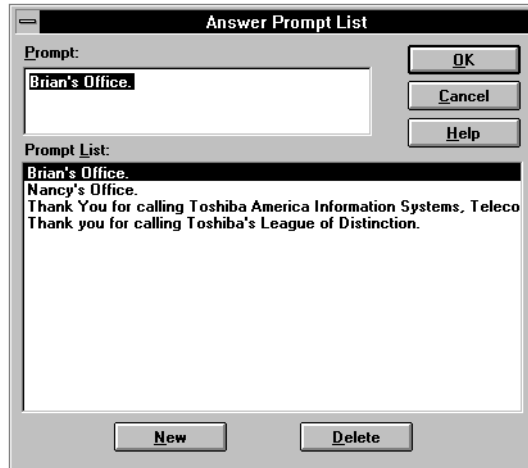 Answer Prompt List
Prompt:
Brian's Office.
OK
Cancel
Help
Prompt List:
Brian's Office.
Nancy's Office.
Thank You for calling Toshiba America Information Systems, Teleco
Thank you for calling Toshiba's League of Distinction.
New
Delete